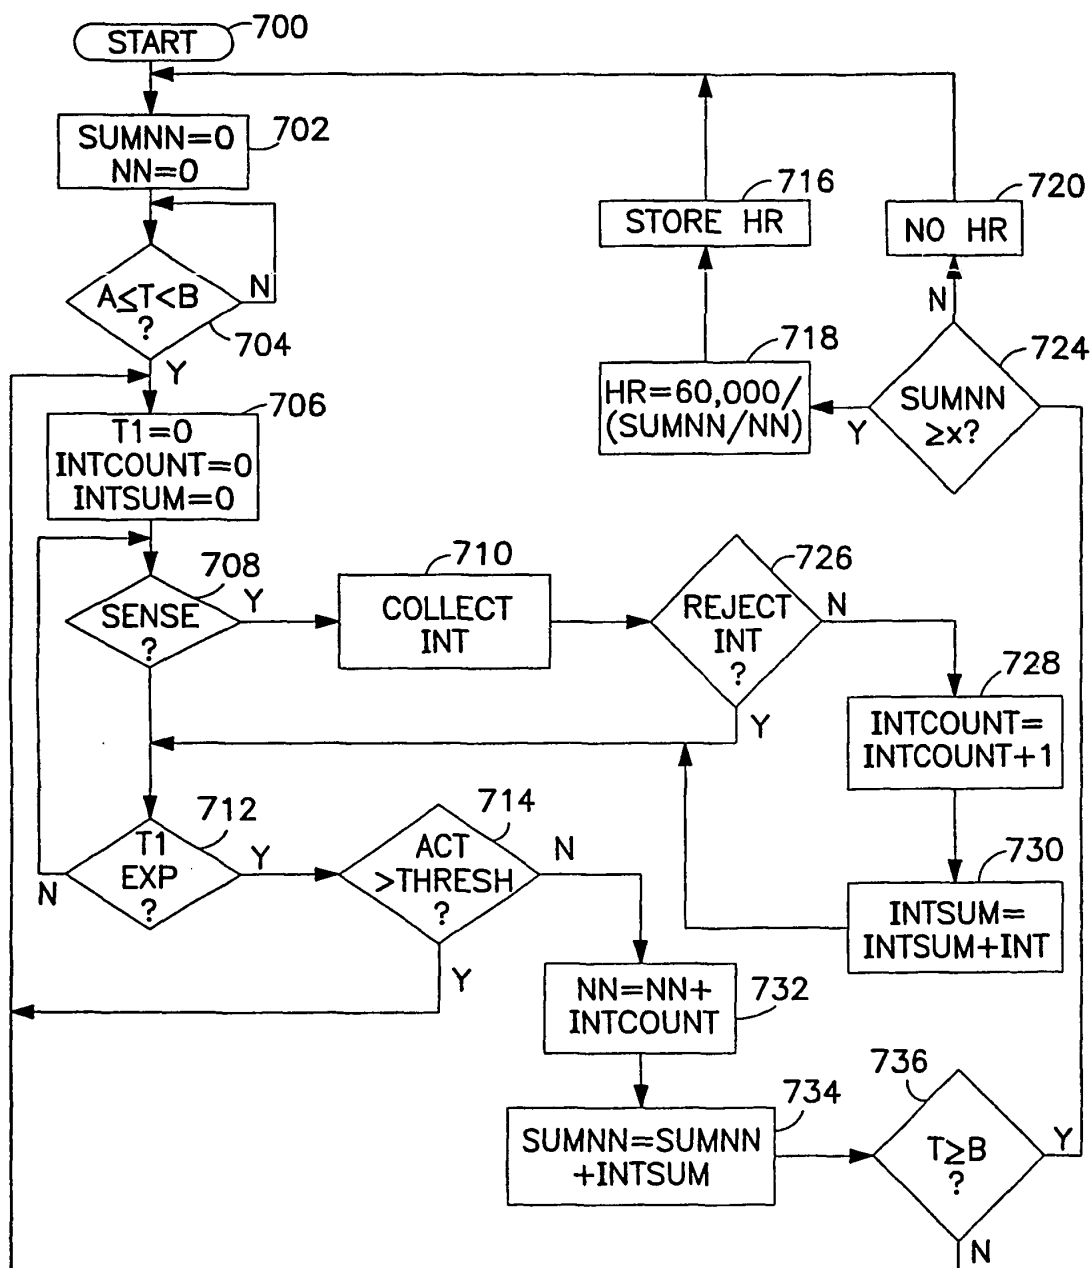 START
700
SUMNN=0
NN=0
702
A≤T<B
?
N
704
Y
706
T1=0
INTCOUNT=0
INTSUM=0
708
SENSE
?
Y
710
COLLECT
INT
726
REJECT
INT
?
N
Y
728
INTCOUNT=
INTCOUNT+1
730
INTSUM=
INTSUM+INT
712
T1
EXP
?
N
Y
714
ACT
>THRESH
?
N
Y
732
NN=NN+
INTCOUNT
734
SUMNN=SUMNN
+INTSUM
736
T≥B
?
Y
N
724
SUMNN
≥x?
N
Y
720
NO HR
718
HR=60,000/
(SUMNN/NN)
716
STORE HR